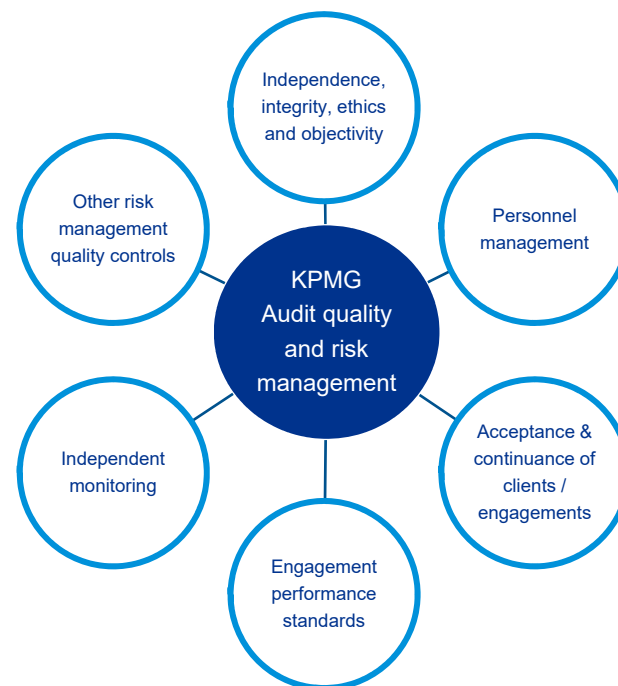 Independence,
integrity, ethics
and objectivity
Other risk
management
quality controls
Personnel
management
KPMG
Audit quality
and risk
management
Independent
monitoring
Acceptance &
continuance of
clients /
engagements
Engagement
performance
standards